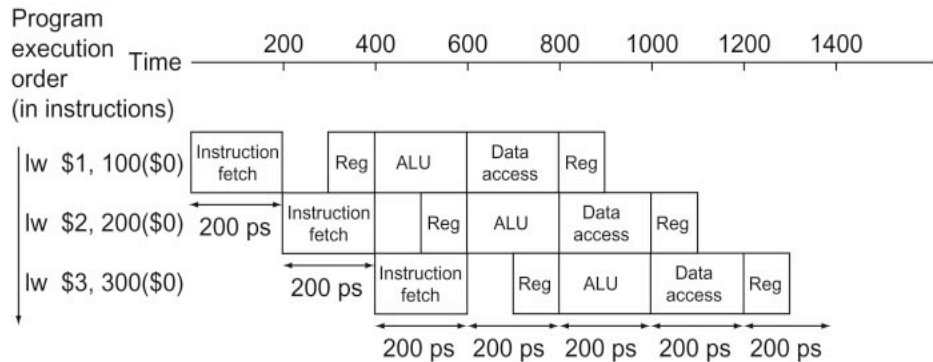 Program
execution
order
(in instructions)
Time
200 400 600 800 1000 1200 1400
lw $1, 100($0)
Instruction
fetch
Reg
ALU
Data
access
Reg
200 ps
lw $2, 200($0)
Instruction
fetch
Reg
ALU
Data
access
Reg
200 ps
lw $3, 300($0)
Instruction
fetch
Reg
ALU
Data
access
Reg
200 ps 200 ps 200 ps 200 ps 200 ps